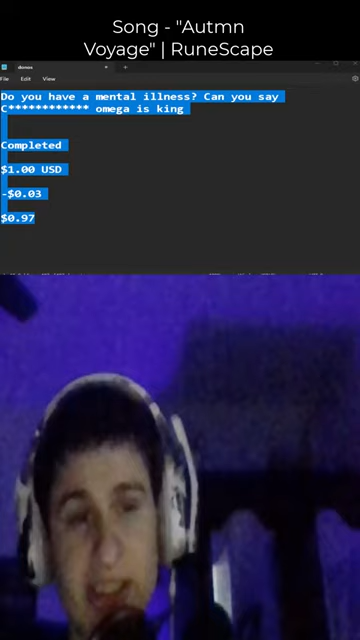 Song - "Autmn
Voyage" | RuneScape
domus
File Edit View
Do you have a mental illness? Can you say
C************ omega is king
Completed
$1.00 USD
-$0.03
$0.97